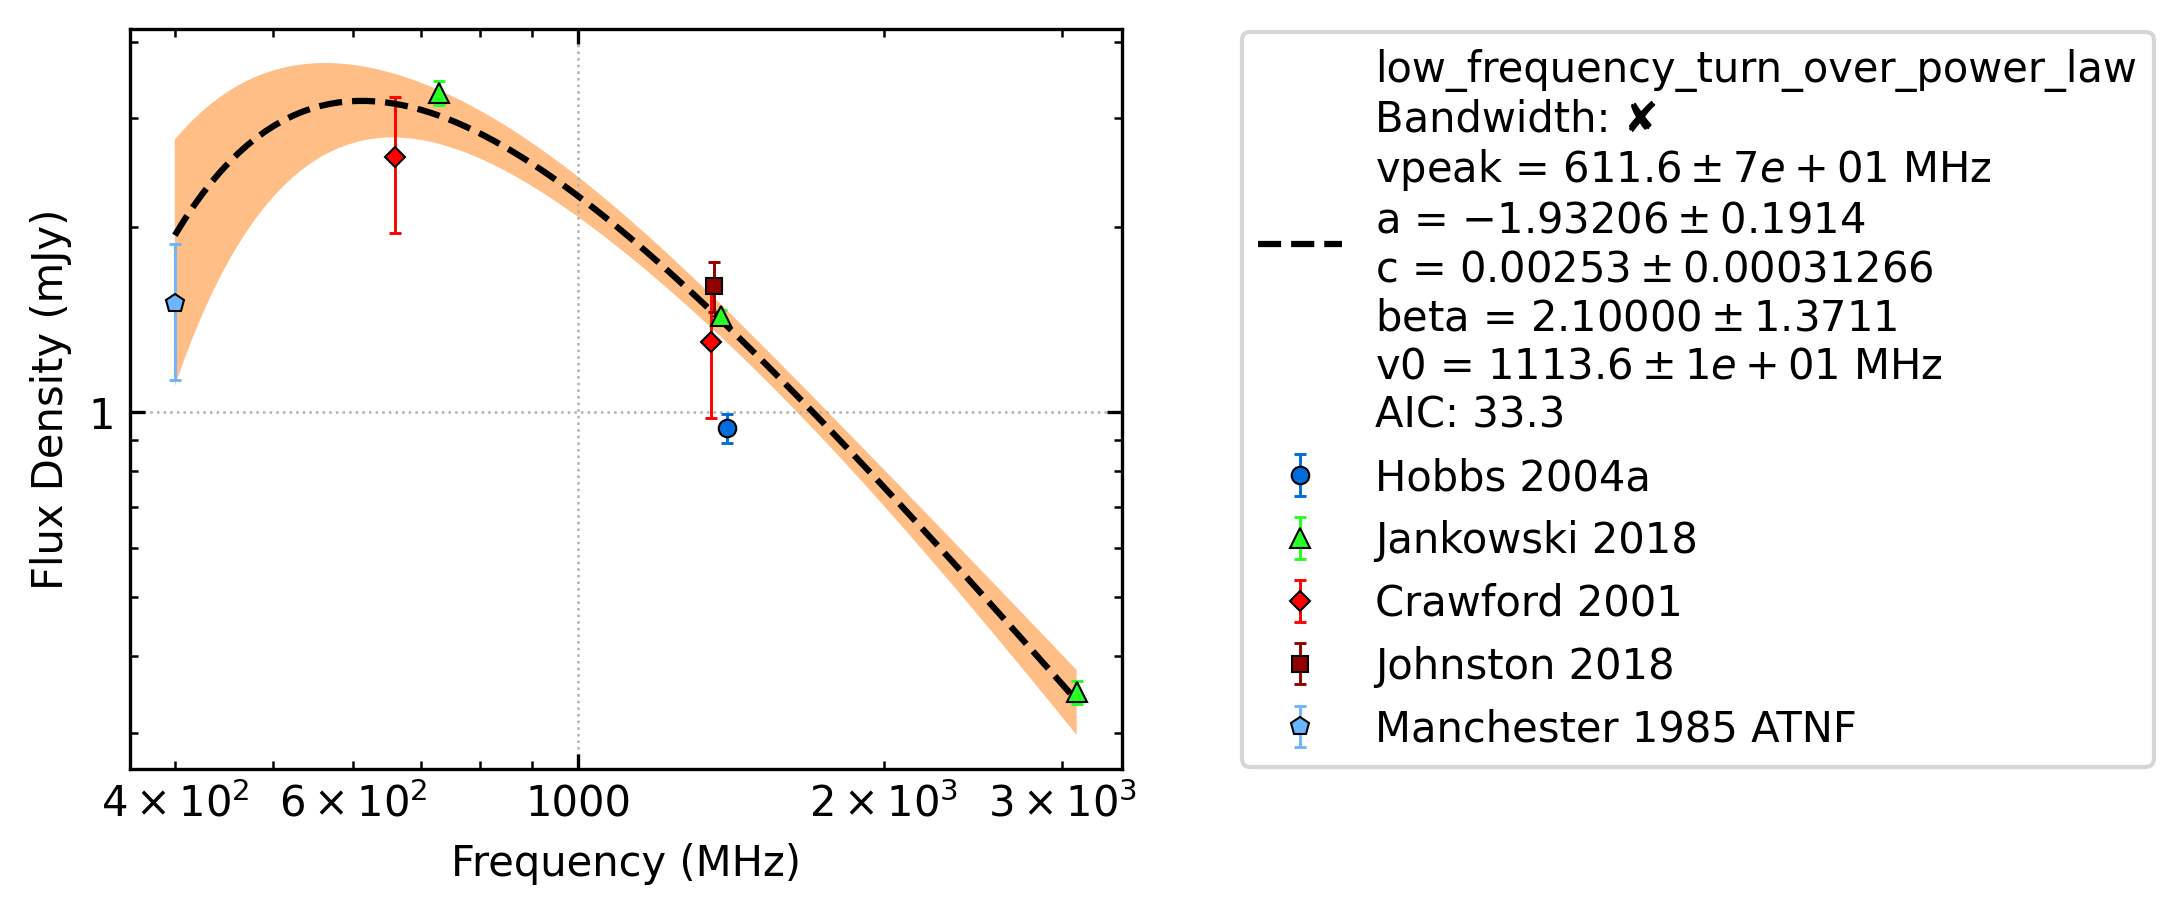 Flux Density (mJy)
1
4 × 10² 6 × 10² 1000 2 × 10³ 3 × 10³
Frequency (MHz)
low_frequency_turn_over_power_law
Bandwidth: ✘
vpeak = 611.6 ± 7e + 01 MHz
a = −1.93206 ± 0.1914
c = 0.00253 ± 0.00031266
beta = 2.10000 ± 1.3711
v0 = 1113.6 ± 1e + 01 MHz
AIC: 33.3
Hobbs 2004a
Jankowski 2018
Crawford 2001
Johnston 2018
Manchester 1985 ATNF